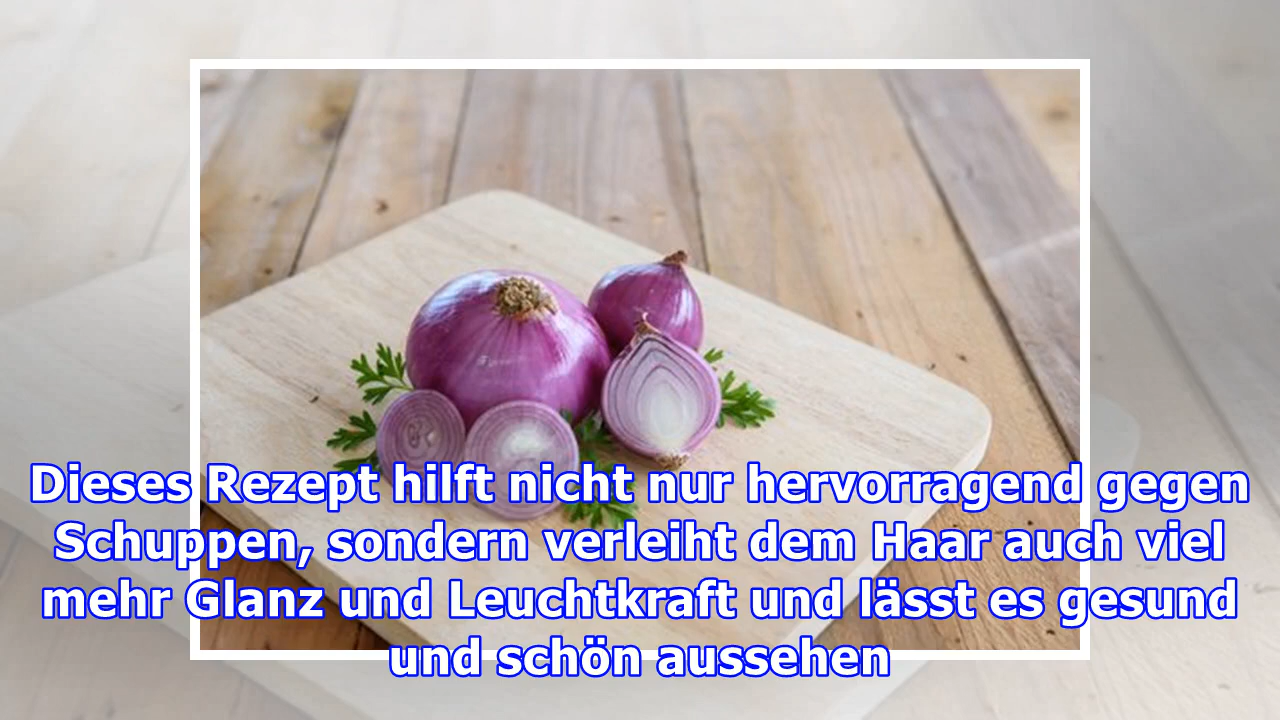 Dieses Rezept hilft nicht nur hervorragend gegen
Schuppen, sondern verleiht dem Haar auch viel
mehr Glanz und Leuchtkraft und lässt es gesund
und schön aussehen